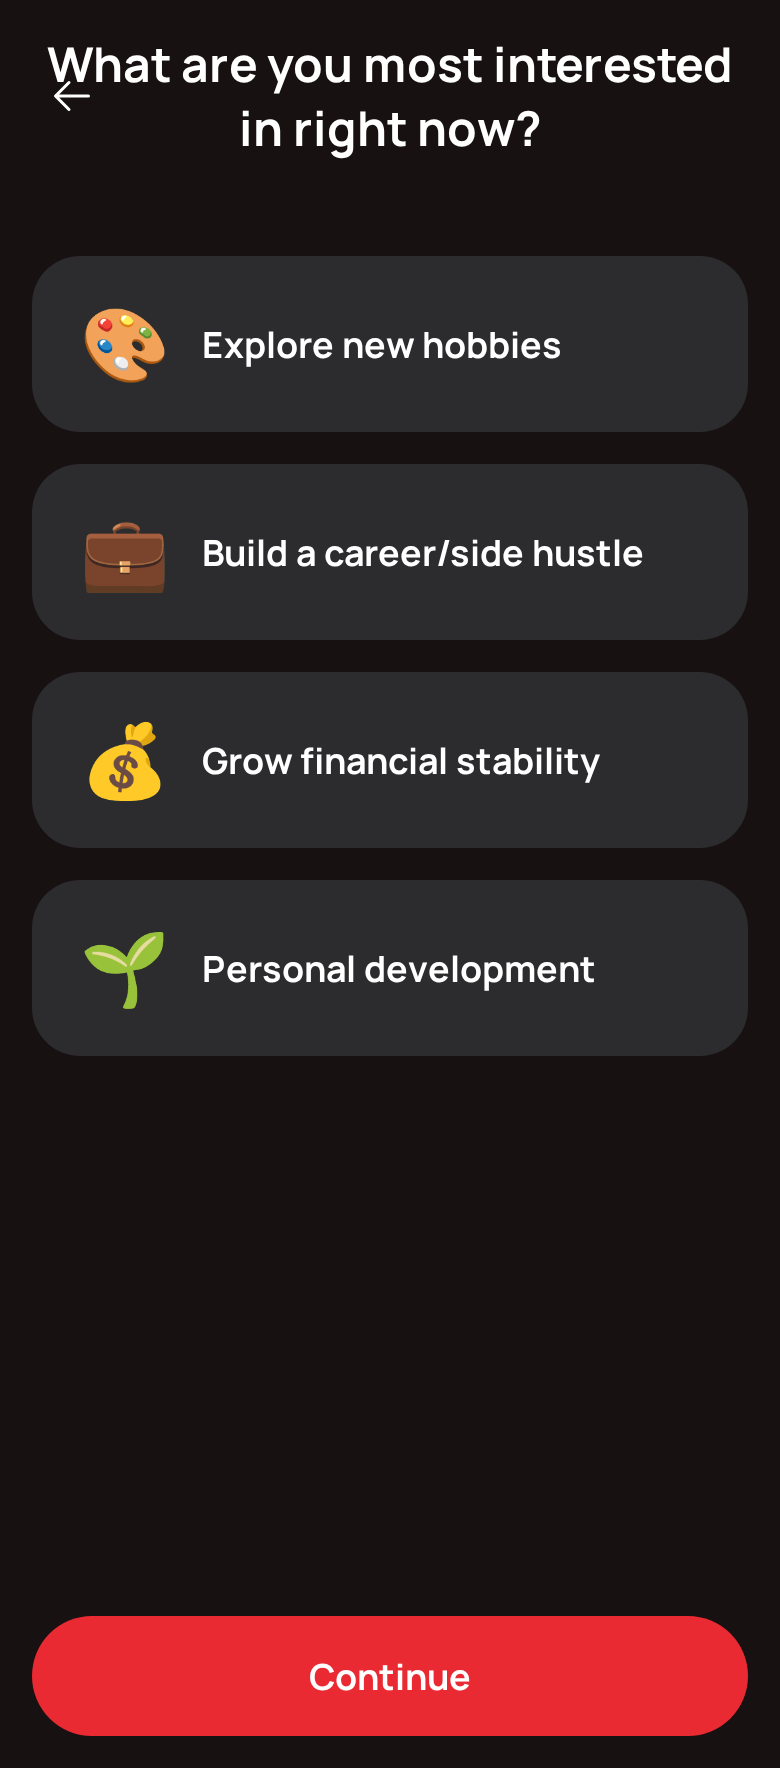 What are you most interested
in right now?
Explore new hobbies
Build a career/side hustle
Grow financial stability
Personal development
Continue